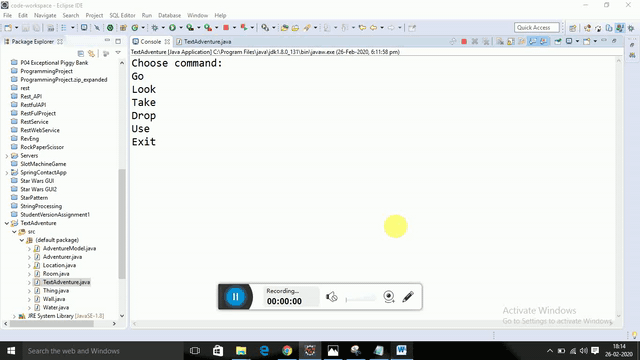 code-workspace - Eclipse IDE
File Edit Navigate Search Project SQL Editor Run Design Window Help
Quick Access
Package Explorer
P04 Exceptional Piggy Bank
ProgrammingProject
ProgrammingProject.zip_expanded
rest
Rest_API
RestfulAPI
RestFulProject
RestService
RestWebService
RevEng
RockPaperScissor
Servers
SlotMachineGame
SpringContactApp
Star Wars GUI
Star Wars GUI2
StarPattern
StringProcessing
StudentVersionAssignment1
TextAdventure
src
(default package)
AdventureModel.java
Adventurer.java
Location.java
Room.java
TextAdventure.java
Thing.java
Wall.java
Water.java
JRE System Library [JavaSE-1.8]
Console
TextAdventure.java
TextAdventure [Java Application] C:\Program Files\java\jdk1.8.0_131\bin\javaw.exe (26-Feb-2020, 6:11:58 pm)
Choose command:
Go
Look
Take
Drop
Use
Exit
Recording...
00:00:00
Activate Windows
Go to Settings to activate Windows.
Search the web and Windows
18:14
26-02-2020